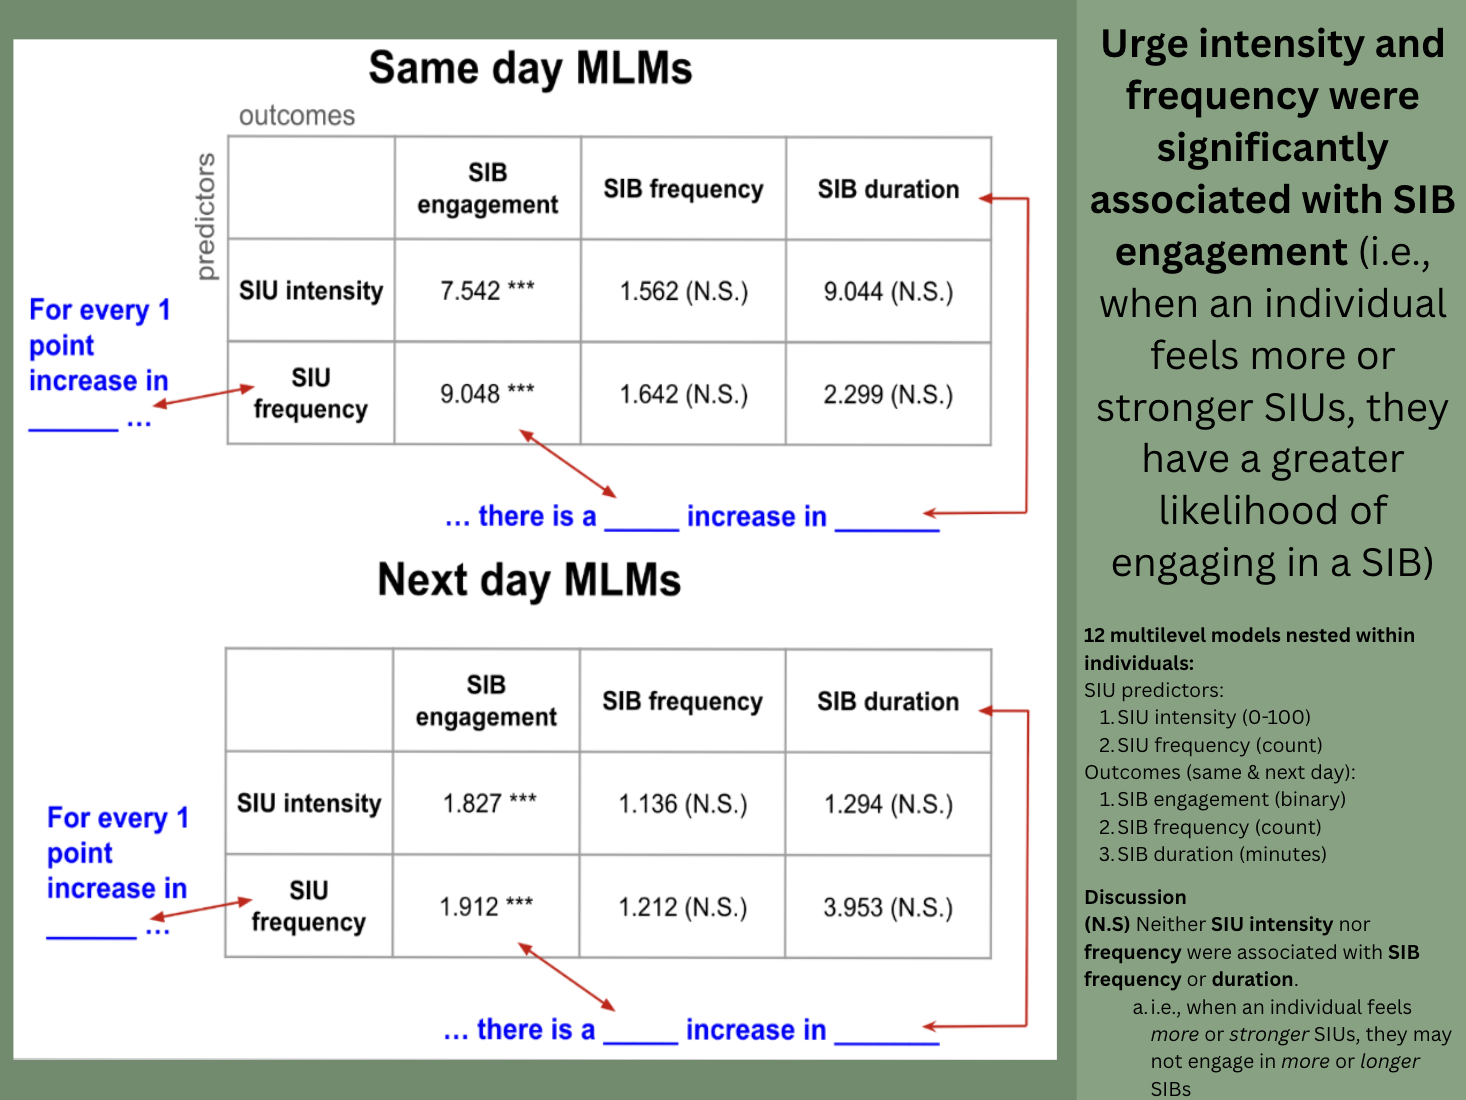 Same day MLMs
outcomes
predictors
SIB engagement | SIB frequency | SIB duration
SIU intensity | 7.542 *** | 1.562 (N.S.) | 9.044 (N.S.)
SIU frequency | 9.048 *** | 1.642 (N.S.) | 2.299 (N.S.)
For every 1
point
increase in
______ ...
... there is a _____ increase in _______
Next day MLMs
SIB engagement | SIB frequency | SIB duration
SIU intensity | 1.827 *** | 1.136 (N.S.) | 1.294 (N.S.)
SIU frequency | 1.912 *** | 1.212 (N.S.) | 3.953 (N.S.)
For every 1
point
increase in
______ ...
... there is a _____ increase in _______
Urge intensity and
frequency were
significantly
associated with SIB
engagement (i.e.,
when an individual
feels more or
stronger SIUs, they
have a greater
likelihood of
engaging in a SIB)
12 multilevel models nested within
individuals:
SIU predictors:
1. SIU intensity (0-100)
2. SIU frequency (count)
Outcomes (same & next day):
1. SIB engagement (binary)
2. SIB frequency (count)
3. SIB duration (minutes)
Discussion
(N.S) Neither SIU intensity nor
frequency were associated with SIB
frequency or duration.
a. i.e., when an individual feels
more or stronger SIUs, they may
not engage in more or longer
SIBs